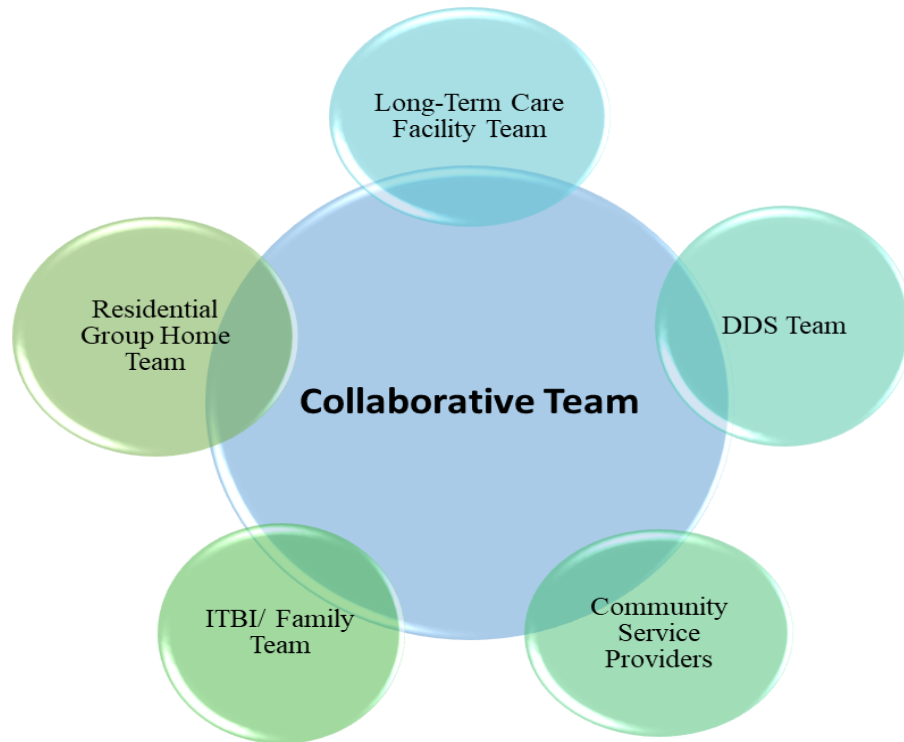 Long-Term Care
Facility Team
Residential
Group Home
Team
DDS Team
Collaborative Team
ITBI/ Family
Team
Community
Service
Providers